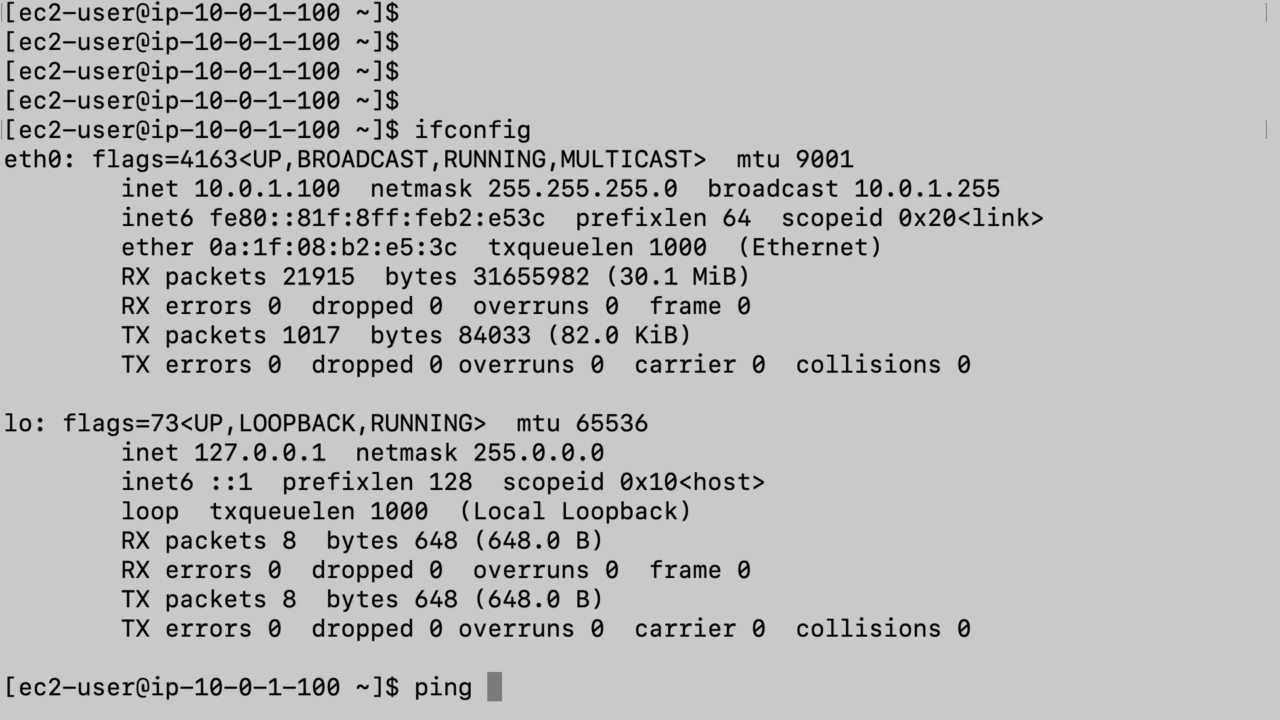 [ec2-user@ip-10-0-1-100 ~]$
[ec2-user@ip-10-0-1-100 ~]$
[ec2-user@ip-10-0-1-100 ~]$
[ec2-user@ip-10-0-1-100 ~]$
[ec2-user@ip-10-0-1-100 ~]$ ifconfig
eth0: flags=4163<UP,BROADCAST,RUNNING,MULTICAST>  mtu 9001
        inet 10.0.1.100  netmask 255.255.255.0  broadcast 10.0.1.255
        inet6 fe80::81f:8ff:feb2:e53c  prefixlen 64  scopeid 0x20<link>
        ether 0a:1f:08:b2:e5:3c  txqueuelen 1000  (Ethernet)
        RX packets 21915  bytes 31655982 (30.1 MiB)
        RX errors 0  dropped 0  overruns 0  frame 0
        TX packets 1017  bytes 84033 (82.0 KiB)
        TX errors 0  dropped 0 overruns 0  carrier 0  collisions 0

lo: flags=73<UP,LOOPBACK,RUNNING>  mtu 65536
        inet 127.0.0.1  netmask 255.0.0.0
        inet6 ::1  prefixlen 128  scopeid 0x10<host>
        loop  txqueuelen 1000  (Local Loopback)
        RX packets 8  bytes 648 (648.0 B)
        RX errors 0  dropped 0  overruns 0  frame 0
        TX packets 8  bytes 648 (648.0 B)
        TX errors 0  dropped 0 overruns 0  carrier 0  collisions 0

[ec2-user@ip-10-0-1-100 ~]$ ping